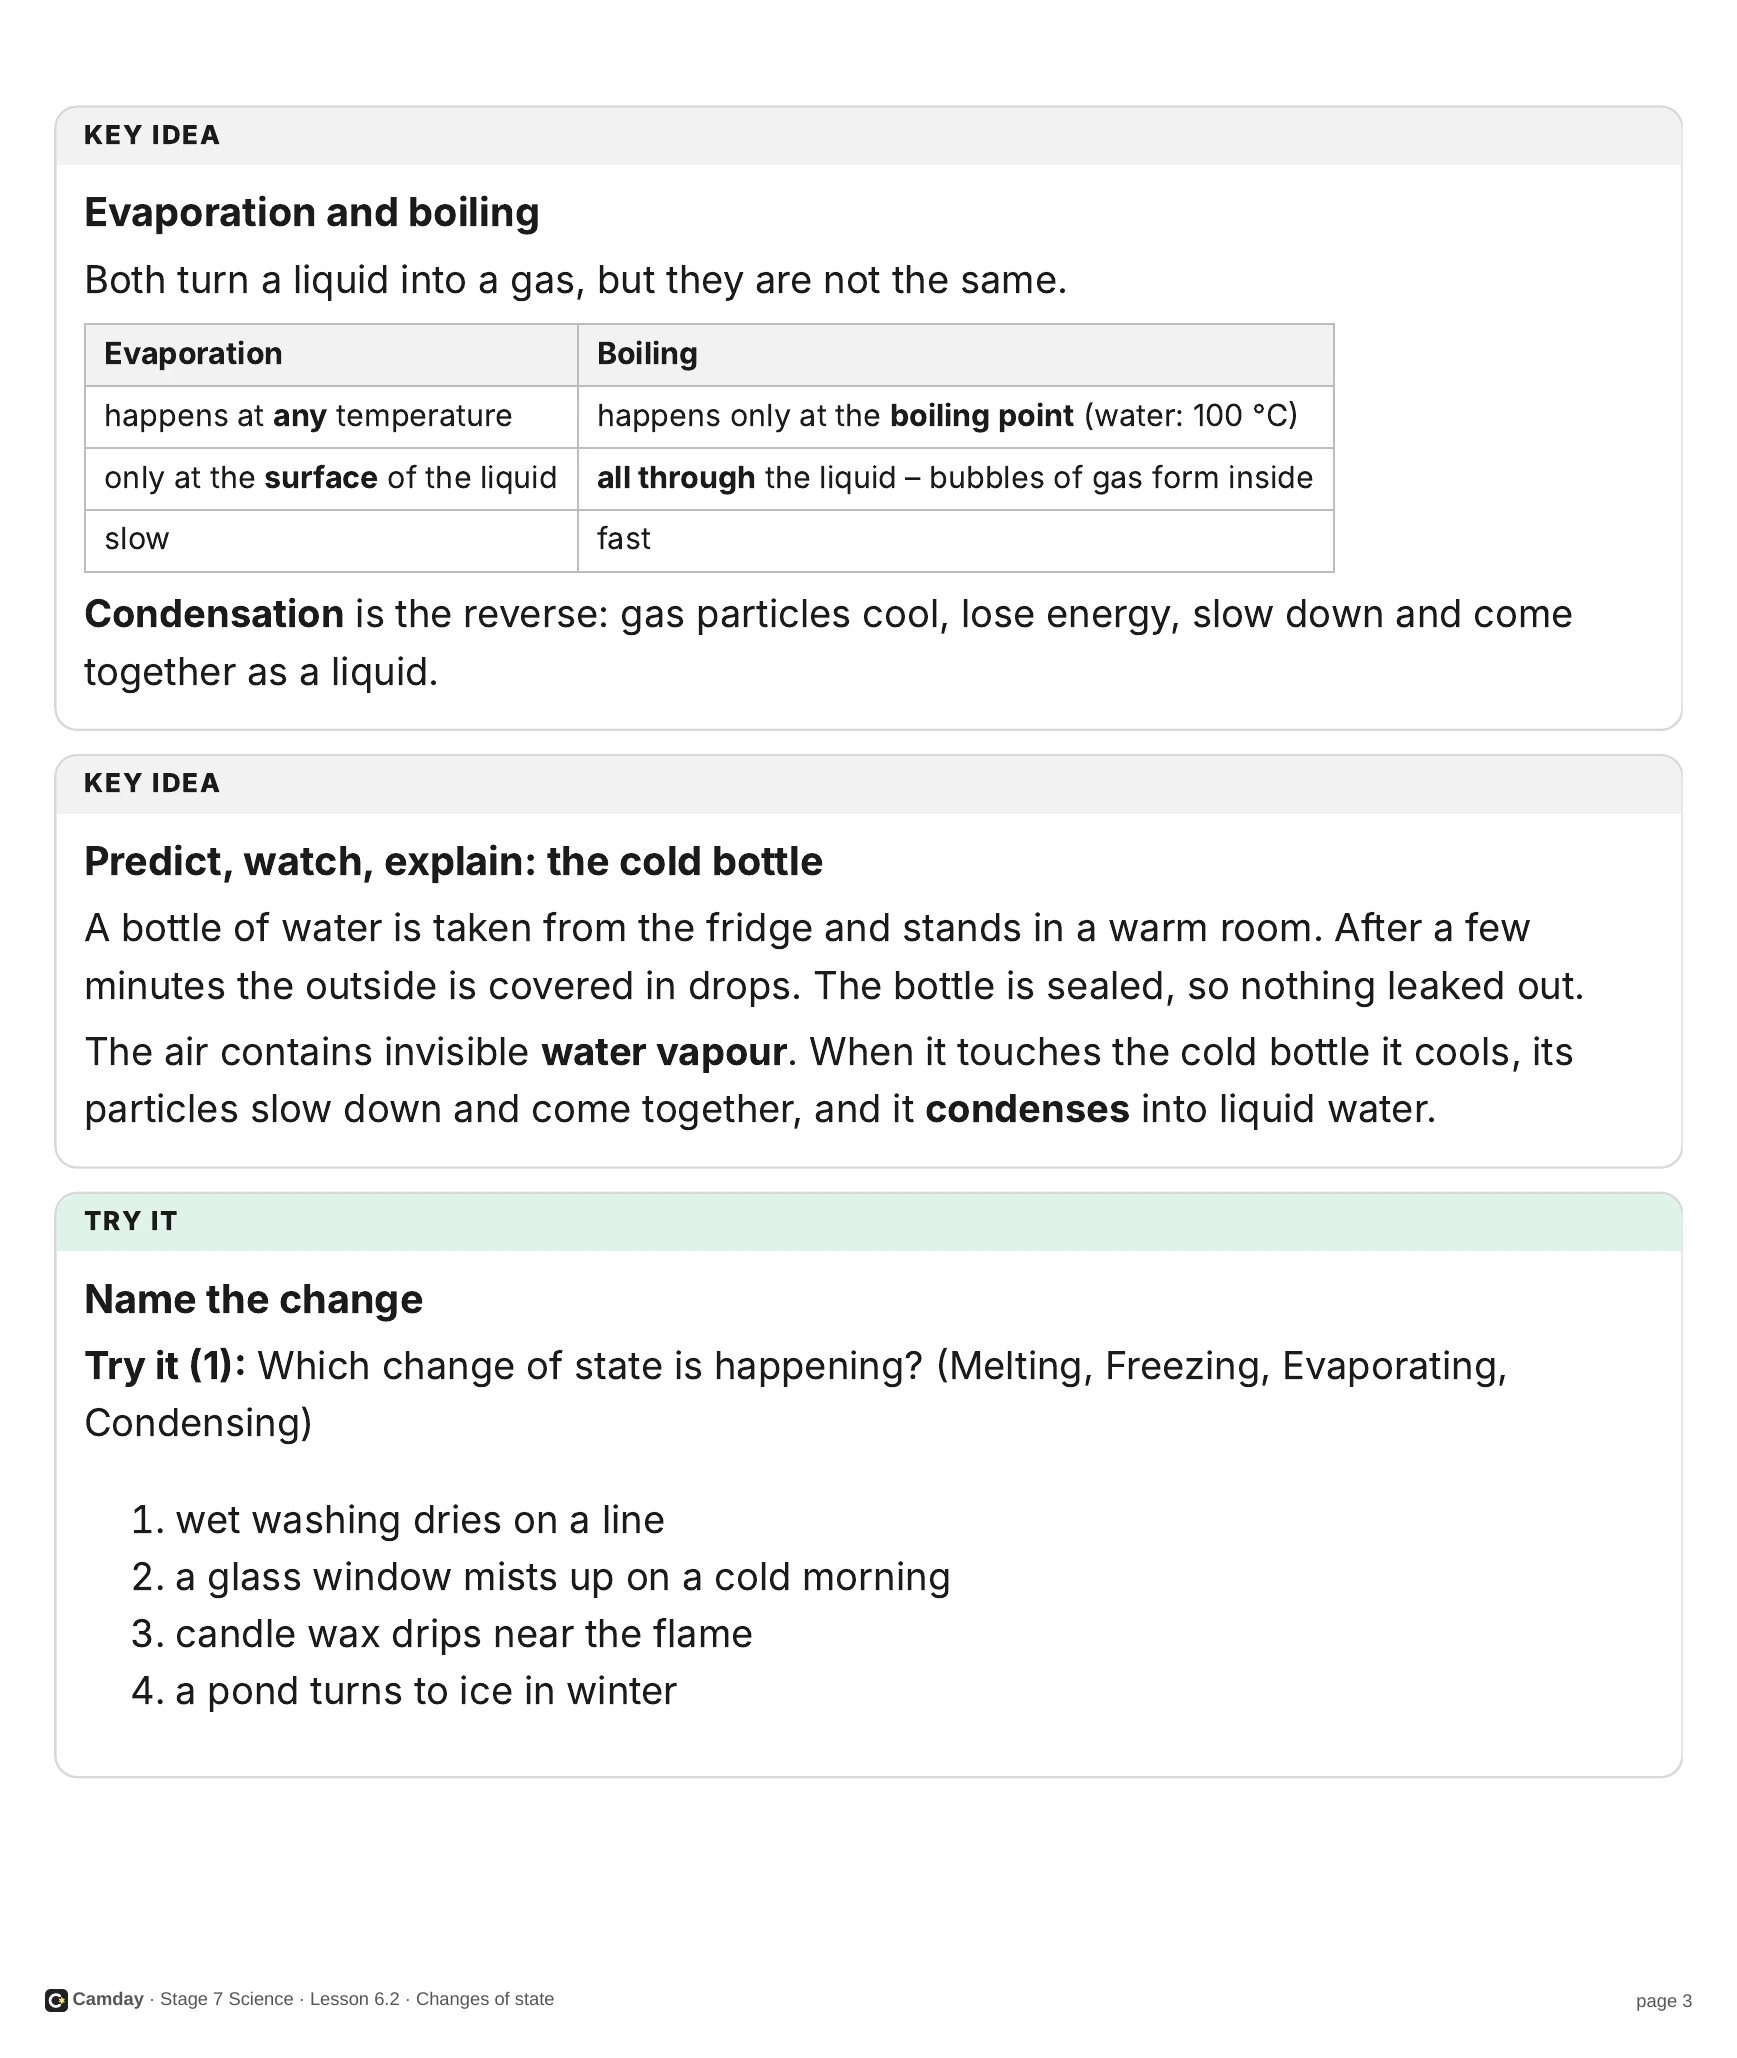 KEY IDEA
Evaporation and boiling
Both turn a liquid into a gas, but they are not the same.
Evaporation Boiling
happens at any temperature happens only at the boiling point (water: 100 °C)
only at the surface of the liquid all through the liquid – bubbles of gas form inside
slow fast
Condensation is the reverse: gas particles cool, lose energy, slow down and come
together as a liquid.
KEY IDEA
Predict, watch, explain: the cold bottle
A bottle of water is taken from the fridge and stands in a warm room. After a few
minutes the outside is covered in drops. The bottle is sealed, so nothing leaked out.
The air contains invisible water vapour. When it touches the cold bottle it cools, its
particles slow down and come together, and it condenses into liquid water.
TRY IT
Name the change
Try it (1): Which change of state is happening? (Melting, Freezing, Evaporating,
Condensing)
1. wet washing dries on a line
2. a glass window mists up on a cold morning
3. candle wax drips near the flame
4. a pond turns to ice in winter
Camday · Stage 7 Science · Lesson 6.2 · Changes of state page 3